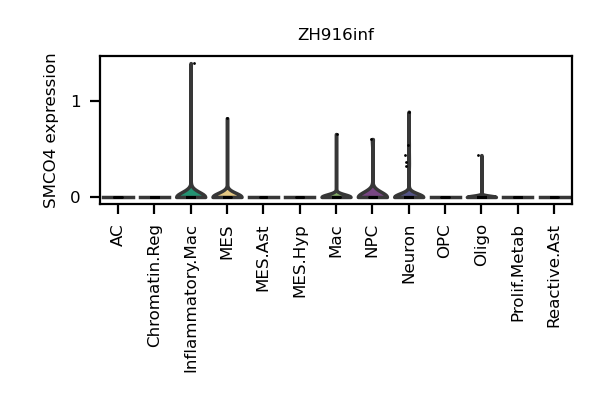 ZH916inf
SMCO4 expression
1
0
AC
Chromatin.Reg
Inflammatory.Mac
MES
MES.Ast
MES.Hyp
Mac
NPC
Neuron
OPC
Oligo
Prolif.Metab
Reactive.Ast